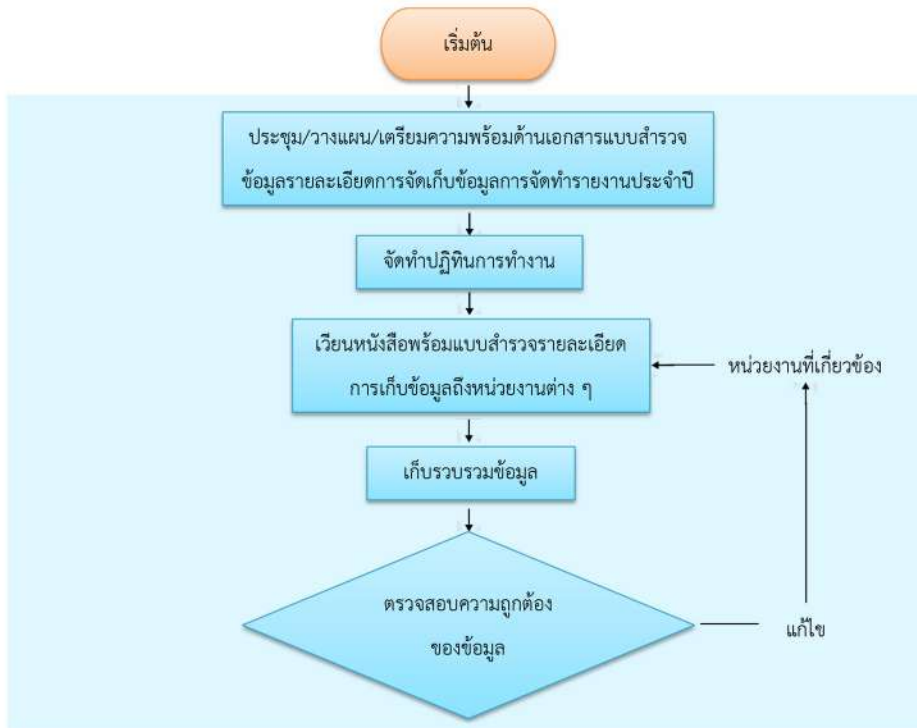 เริ่มต้น
ประชุม/วางแผน/เตรียมความพร้อมด้านเอกสารแบบสำรวจ
ข้อมูลรายละเอียดการจัดเก็บข้อมูลการจัดทำรายงานประจำปี
จัดทำปฏิทินการทำงาน
เวียนหนังสือพร้อมแบบสำรวจรายละเอียด
การเก็บข้อมูลถึงหน่วยงานต่าง ๆ
หน่วยงานที่เกี่ยวข้อง
เก็บรวบรวมข้อมูล
ตรวจสอบความถูกต้อง
ของข้อมูล
แก้ไข